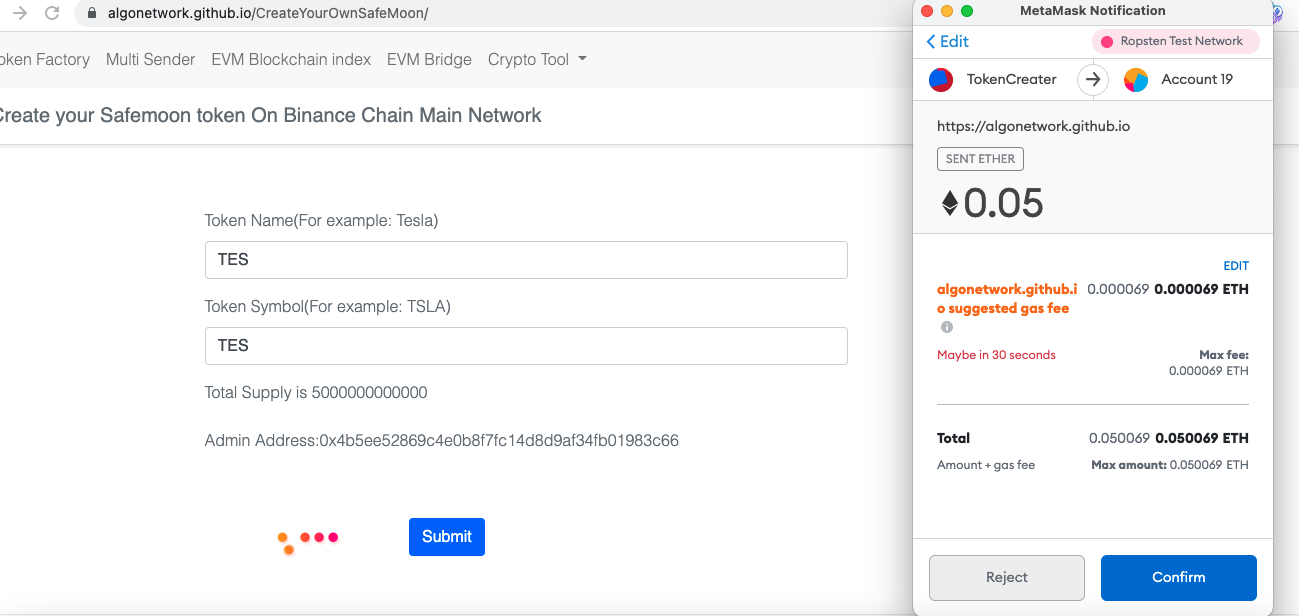 algonetwork.github.io/CreateYourOwnSafeMoon/
oken Factory Multi Sender EVM Blockchain index EVM Bridge Crypto Tool
Create your Safemoon token On Binance Chain Main Network
Token Name(For example: Tesla)
TES
Token Symbol(For example: TSLA)
TES
Total Supply is 5000000000000
Admin Address:0x4b5ee52869c4e0b8f7fc14d8d9af34fb01983c66
Submit
MetaMask Notification
Edit
Ropsten Test Network
TokenCreater
Account 19
https://algonetwork.github.io
SENT ETHER
0.05
EDIT
algonetwork.github.i 0.000069 0.000069 ETH
o suggested gas fee
Maybe in 30 seconds
Max fee:
0.000069 ETH
Total 0.050069 0.050069 ETH
Amount + gas fee Max amount: 0.050069 ETH
Reject
Confirm